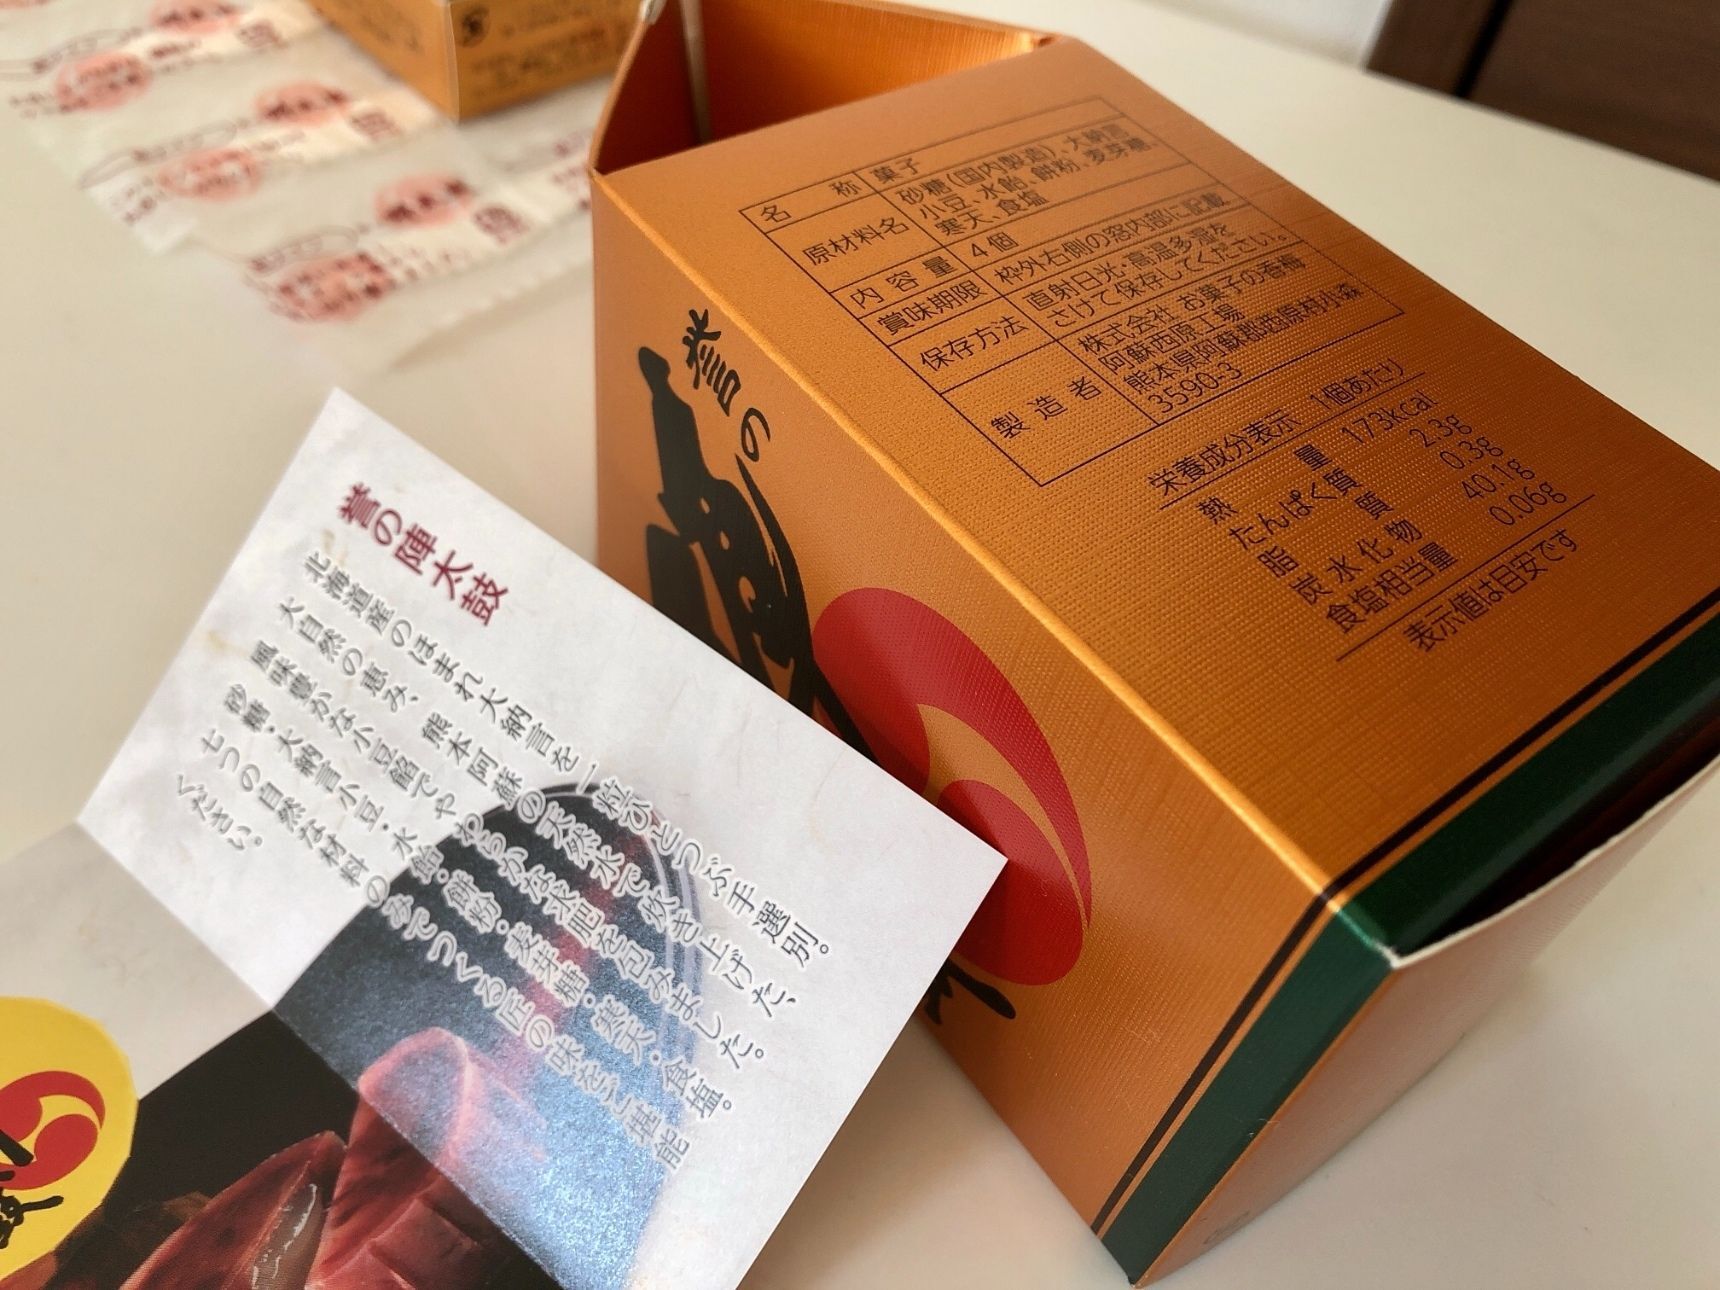 名称 菓子
原材料名 砂糖(国内製造)、大納言
小豆、水飴、餅粉、麦芽糖、
寒天、食塩
内容量 4個
賞味期限 枠外右側の窓内部に記載
保存方法 直射日光・高温多湿を
さけて保存してください。
製造者 株式会社 お菓子の香梅
阿蘇西原工場
熊本県阿蘇郡西原村小森
3590-3
栄養成分表示 1個あたり
熱量 173kcal
たんぱく質 2.3g
脂質 0.3g
炭水化物 40.1g
食塩相当量 0.06g
表示値は目安です
誉の
誉の陣太鼓
北海道産のほまれ大納言を一粒ひとつぶ手選別。
大自然の恵み、熊本阿蘇の天然水で炊き上げた、
風味豊かな小豆餡でやわらかな求肥を包みました。
砂糖・大納言小豆・水飴・餅粉・麦芽糖・寒天・食塩。
七つの自然な材料のみでつくる匠の味をご堪能
ください。
鼓